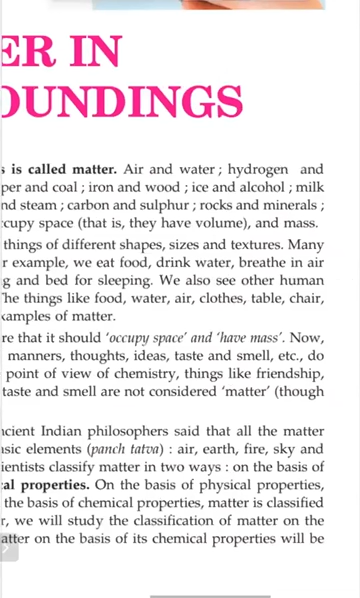 ER IN
OUNDINGS
s is called matter. Air and water ; hydrogen and
per and coal ; iron and wood ; ice and alcohol ; milk
nd steam ; carbon and sulphur ; rocks and minerals ;
ccupy space (that is, they have volume), and mass.
things of different shapes, sizes and textures. Many
r example, we eat food, drink water, breathe in air
g and bed for sleeping. We also see other human
The things like food, water, air, clothes, table, chair,
xamples of matter.
re that it should ‘occupy space’ and ‘have mass’. Now,
manners, thoughts, ideas, taste and smell, etc., do
point of view of chemistry, things like friendship,
taste and smell are not considered ‘matter’ (though
ncient Indian philosophers said that all the matter
asic elements (panch tatva) : air, earth, fire, sky and
ientists classify matter in two ways : on the basis of
al properties. On the basis of physical properties,
the basis of chemical properties, matter is classified
r, we will study the classification of matter on the
atter on the basis of its chemical properties will be